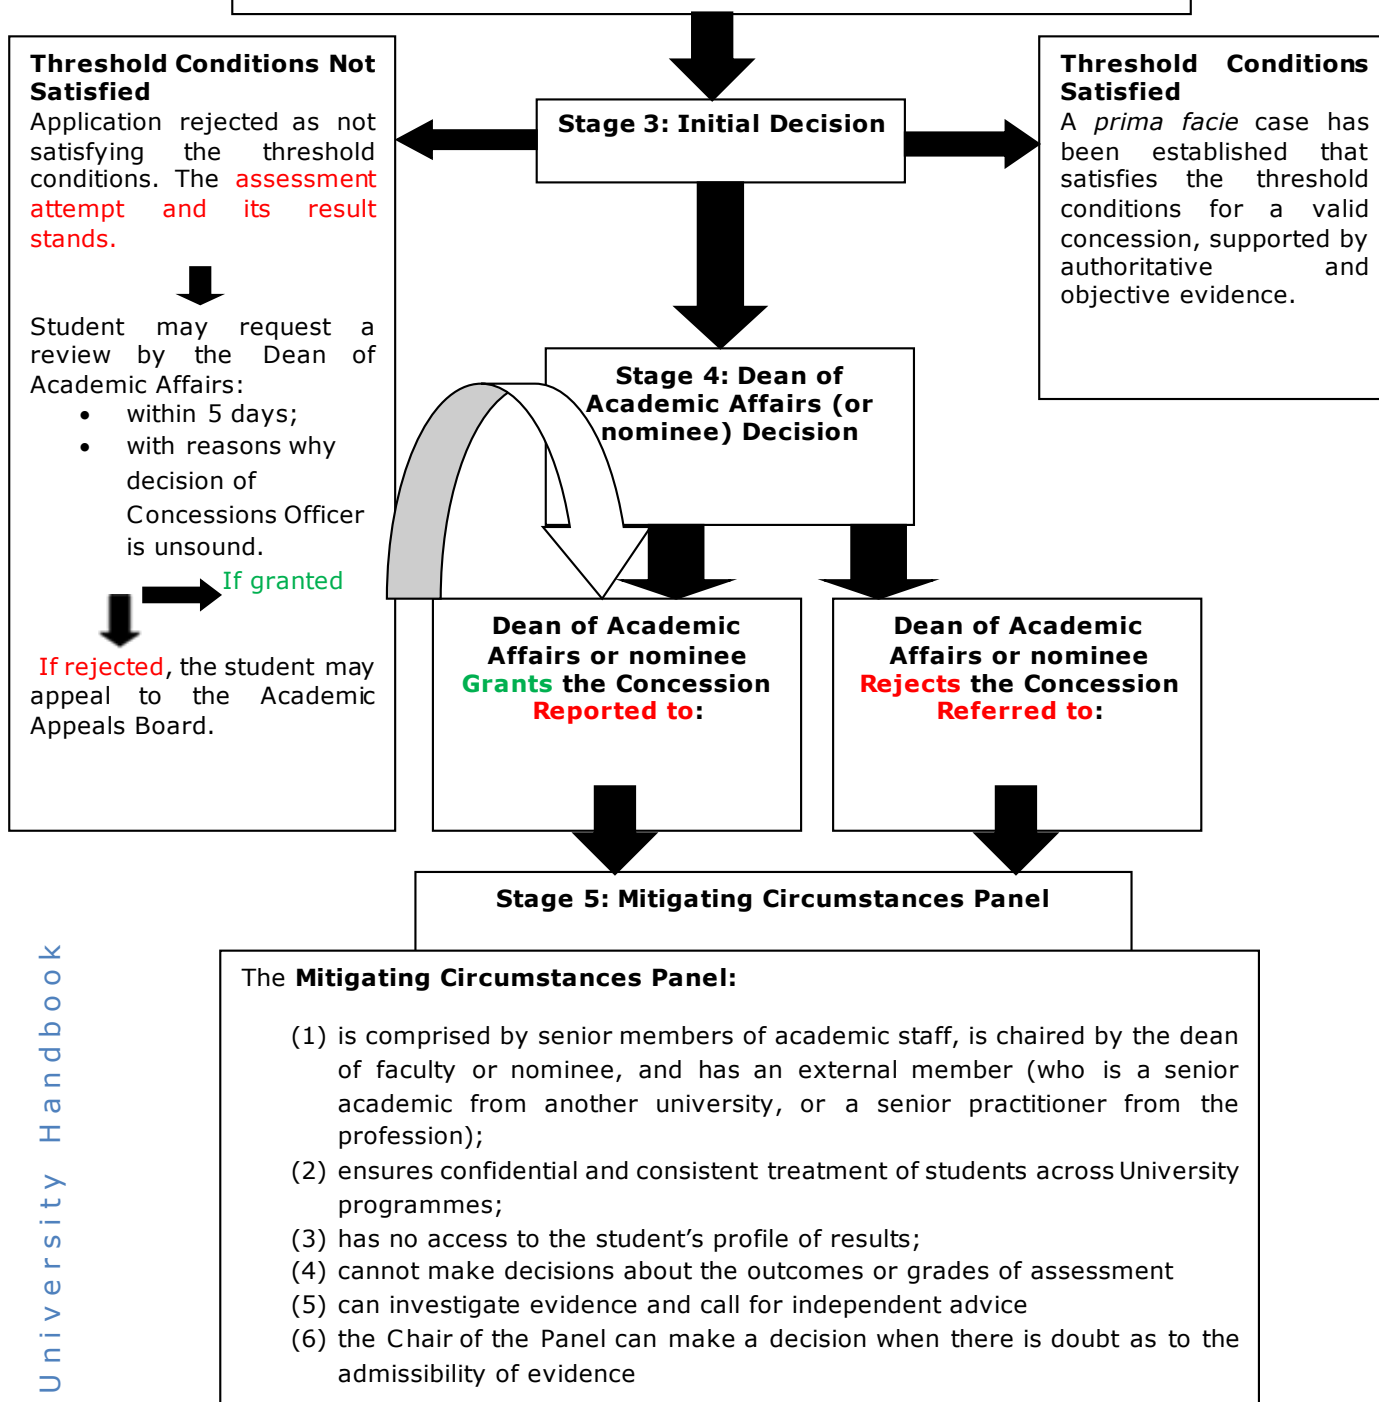 Threshold Conditions Not
Satisfied
Application rejected as not
satisfying the threshold
conditions. The assessment
attempt and its result
stands.
Student may request a
review by the Dean of
Academic Affairs:
• within 5 days;
• with reasons why
decision of
Concessions Officer
is unsound.
If granted
If rejected, the student may
appeal to the Academic
Appeals Board.
Stage 3: Initial Decision
Threshold Conditions
Satisfied
A prima facie case has
been established that
satisfies the threshold
conditions for a valid
concession, supported by
authoritative and
objective evidence.
Stage 4: Dean of
Academic Affairs (or
nominee) Decision
Dean of Academic
Affairs or nominee
Grants the Concession
Reported to:
Dean of Academic
Affairs or nominee
Rejects the Concession
Referred to:
Stage 5: Mitigating Circumstances Panel
The Mitigating Circumstances Panel:
(1) is comprised by senior members of academic staff, is chaired by the dean
of faculty or nominee, and has an external member (who is a senior
academic from another university, or a senior practitioner from the
profession);
(2) ensures confidential and consistent treatment of students across University
programmes;
(3) has no access to the student’s profile of results;
(4) cannot make decisions about the outcomes or grades of assessment
(5) can investigate evidence and call for independent advice
(6) the Chair of the Panel can make a decision when there is doubt as to the
admissibility of evidence
University Handbook